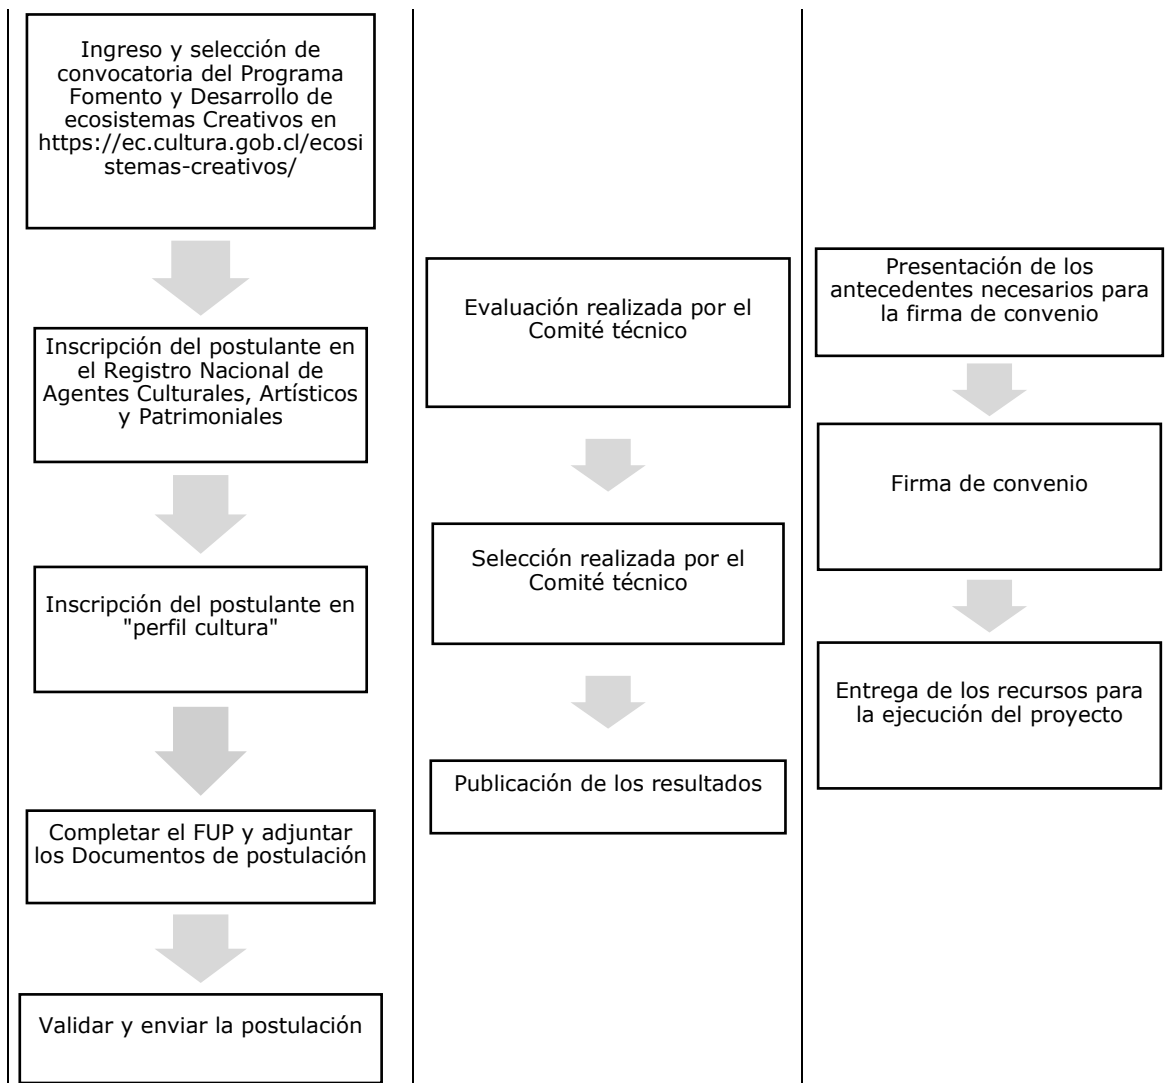 Ingreso y selección de
convocatoria del Programa
Fomento y Desarrollo de
ecosistemas Creativos en
https://ec.cultura.gob.cl/ecosi
stemas-creativos/
Inscripción del postulante en
el Registro Nacional de
Agentes Culturales, Artísticos
y Patrimoniales
Inscripción del postulante en
"perfil cultura"
Completar el FUP y adjuntar
los Documentos de postulación
Validar y enviar la postulación
Evaluación realizada por el
Comité técnico
Selección realizada por el
Comité técnico
Publicación de los resultados
Presentación de los
antecedentes necesarios para
la firma de convenio
Firma de convenio
Entrega de los recursos para
la ejecución del proyecto